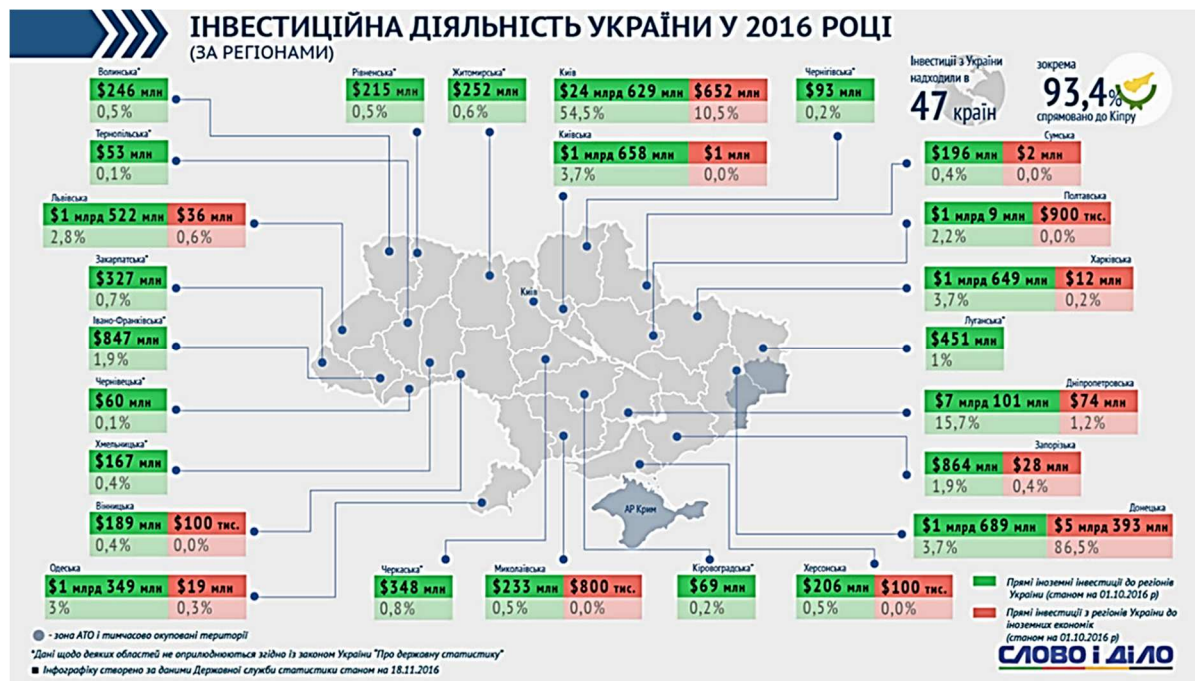 ІНВЕСТИЦІЙНА ДІЯЛЬНІСТЬ УКРАЇНИ У 2016 РОЦІ
(ЗА РЕГІОНАМИ)
Інвестиції з України
надходили в
47 країн
зокрема
93,4%
спрямовано до Кіпру
Волинська*
$246 млн
0,5%
Рівненська*
$215 млн
0,5%
Житомирська*
$252 млн
0,6%
Київ
$24 млрд 629 млн $652 млн
54,5% 10,5%
Чернігівська*
$93 млн
0,2%
Тернопільська*
$53 млн
0,1%
Київська
$1 млрд 658 млн $1 млн
3,7% 0,0%
Сумська
$196 млн $2 млн
0,4% 0,0%
Львівська
$1 млрд 522 млн $36 млн
2,8% 0,6%
Полтавська
$1 млрд 9 млн $900 тис.
2,2% 0,0%
Закарпатська*
$327 млн
0,7%
Харківська
$1 млрд 649 млн $12 млн
3,7% 0,2%
Івано-Франківська*
$847 млн
1,9%
Луганська*
$451 млн
1%
Чернівецька*
$60 млн
0,1%
Дніпропетровська
$7 млрд 101 млн $74 млн
15,7% 1,2%
Хмельницька*
$167 млн
0,4%
Запорізька
$864 млн $28 млн
1,9% 0,4%
Вінницька
$189 млн $100 тис.
0,4% 0,0%
Донецька
$1 млрд 689 млн $5 млрд 393 млн
3,7% 86,5%
Одеська
$1 млрд 349 млн $19 млн
3% 0,3%
Черкаська*
$348 млн
0,8%
Миколаївська
$233 млн $800 тис.
0,5% 0,0%
Кіровоградська*
$69 млн
0,2%
Херсонська
$206 млн $100 тис.
0,5% 0,0%
Київ
АР Крим
Прямі іноземні інвестиції до регіонів
України (станом на 01.10.2016 р)
Прямі інвестиції з регіонів України до
іноземних економік
(станом на 01.10.2016 р)
- зона АТО і тимчасово окуповані території
*Дані щодо деяких областей не оприлюднюються згідно із законом України "Про державну статистику"
Інфографіку створено за даними Державної служби статистики станом на 18.11.2016
СЛОВО і ДІЛО